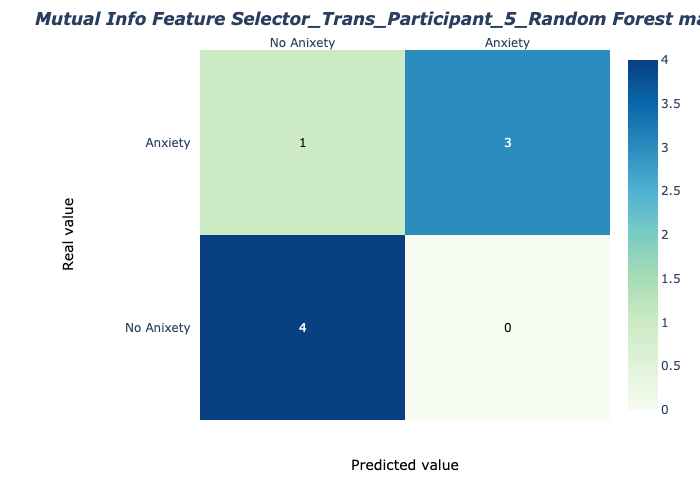 Mutual Info Feature Selector_Trans_Participant_5_Random Forest ma
No Anixety
Anxiety
4
3.5
3
2.5
2
1.5
1
0.5
0
Anxiety
1
3
Real value
No Anixety
4
0
Predicted value